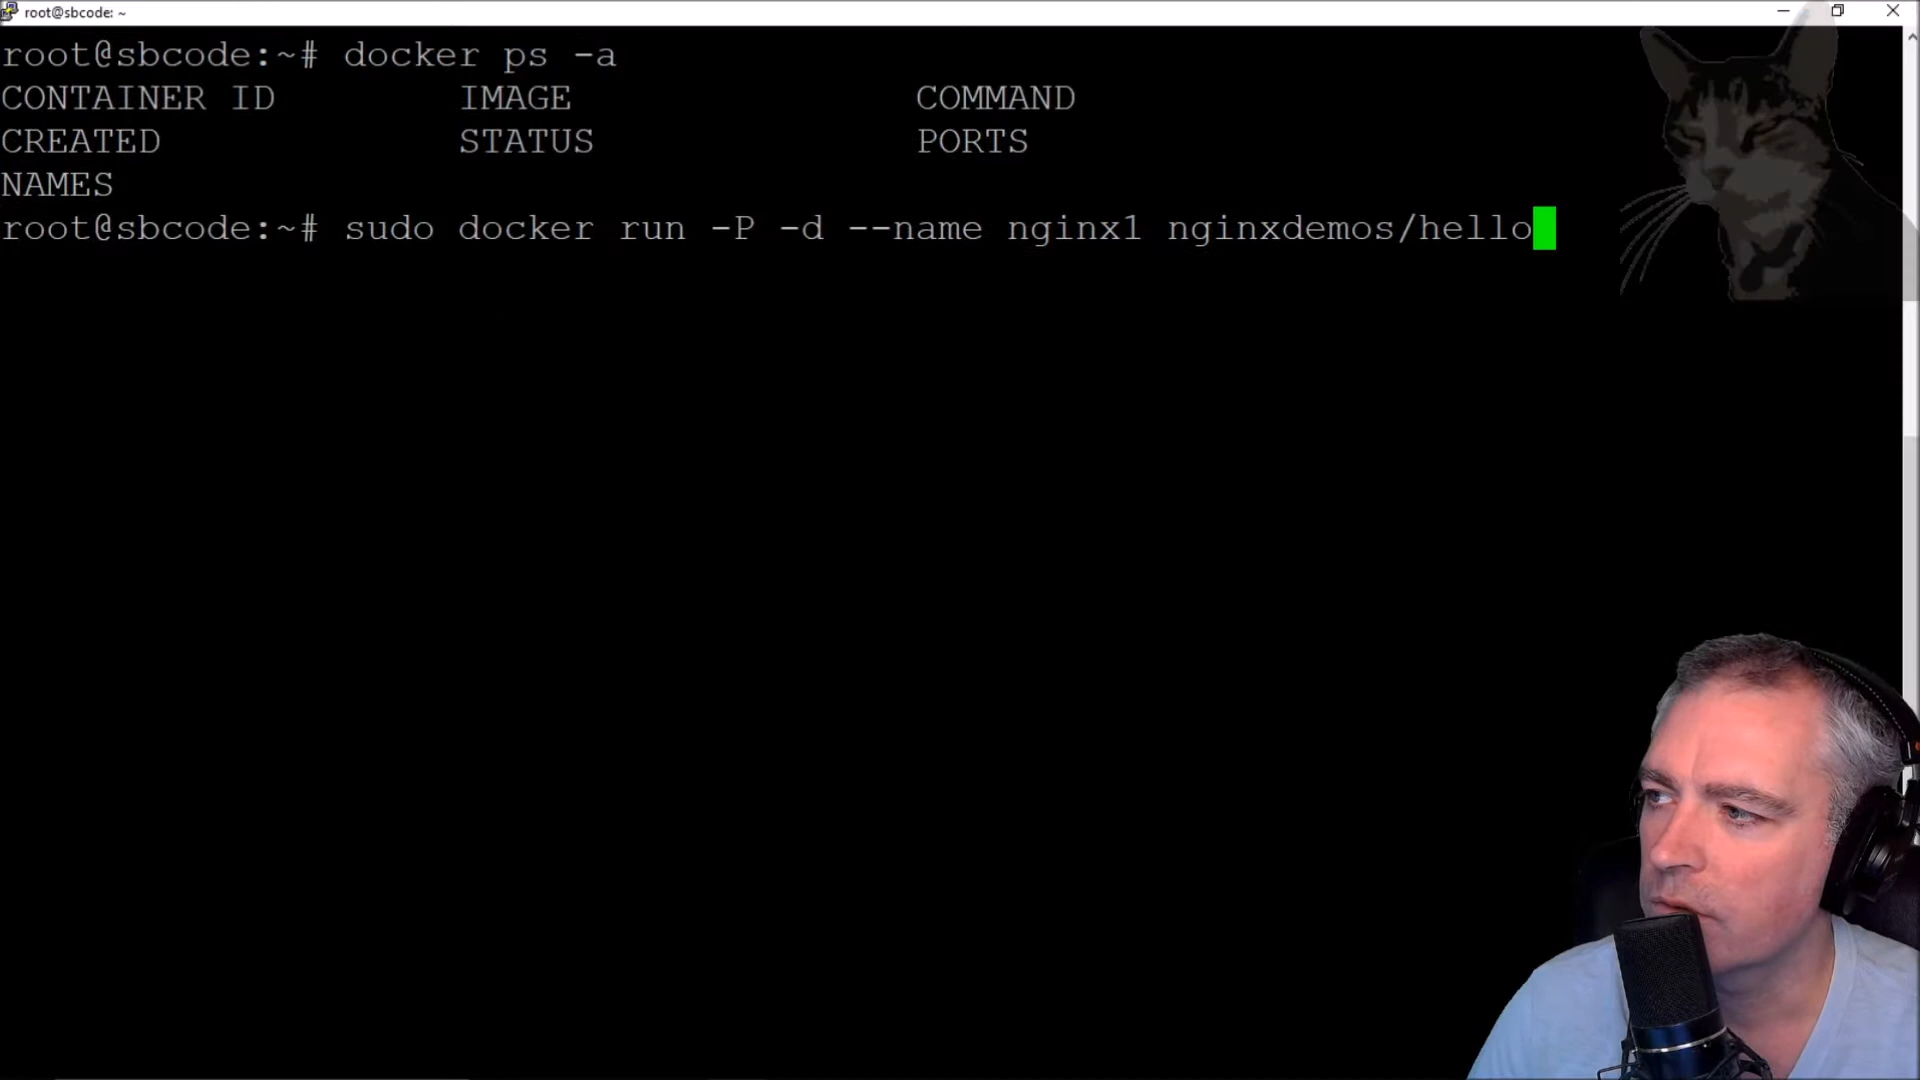 root@sbcode: ~
root@sbcode:~# docker ps -a
CONTAINER ID IMAGE COMMAND
CREATED STATUS PORTS
NAMES
root@sbcode:~# sudo docker run -P -d --name nginx1 nginxdemos/hello